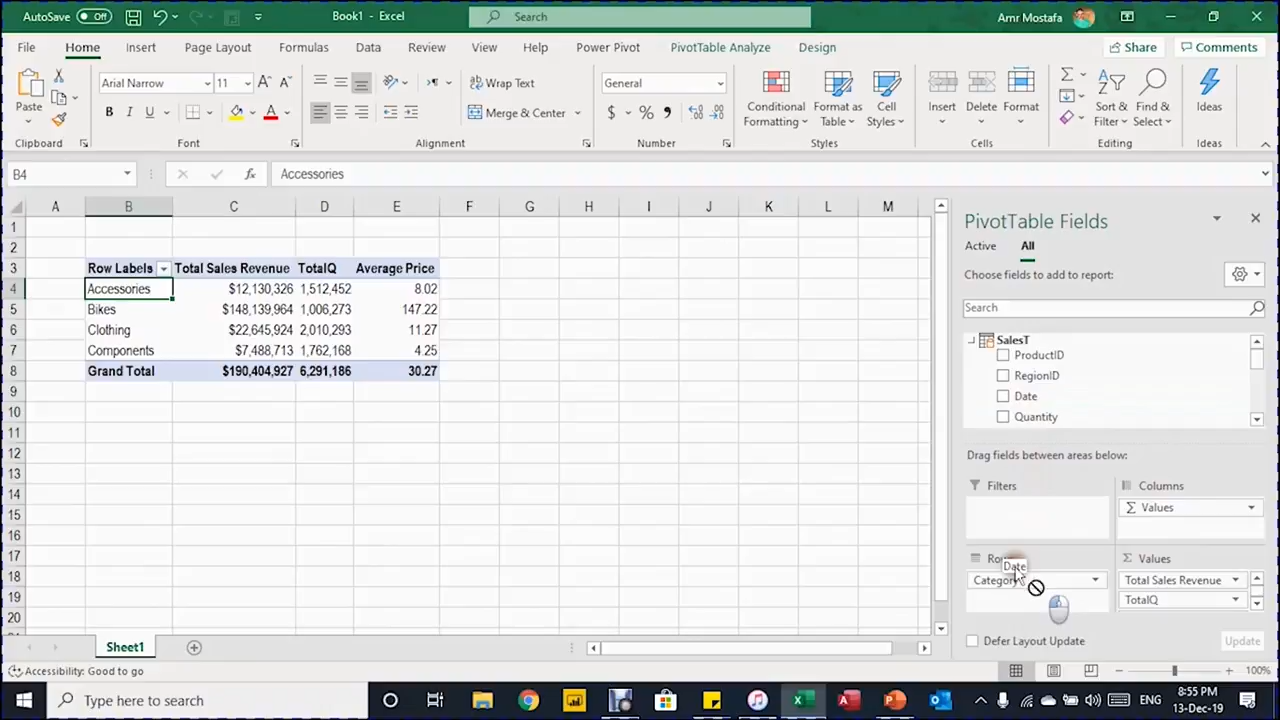 AutoSave Off Book1 - Excel Search Amr Mostafa
File Home Insert Page Layout Formulas Data Review View Help Power Pivot PivotTable Analyze Design Share Comments
Arial Narrow 11 Wrap Text General
Paste B I U Merge & Center $ % Conditional Formatting Format as Table Cell Styles Insert Delete Format Sort & Filter Find & Select Ideas
Clipboard Font Alignment Number Styles Cells Editing Ideas
B4 fx Accessories
A B C D E F G H I J K L M
1
2
3 Row Labels Total Sales Revenue TotalQ Average Price
4 Accessories $12,130,326 1,512,452 8.02
5 Bikes $148,139,964 1,006,273 147.22
6 Clothing $22,645,924 2,010,293 11.27
7 Components $7,488,713 1,762,168 4.25
8 Grand Total $190,404,927 6,291,186 30.27
9
10
11
12
13
14
15
16
17
18
19
20
PivotTable Fields
Active All
Choose fields to add to report:
Search
SalesT
ProductID
RegionID
Date
Quantity
Drag fields between areas below:
Filters Columns
Σ Values
Date
Σ Values
Category Total Sales Revenue
TotalQ
Defer Layout Update Update
Sheet1
Accessibility: Good to go 100%
Type here to search ENG 8:55 PM
13-Dec-19